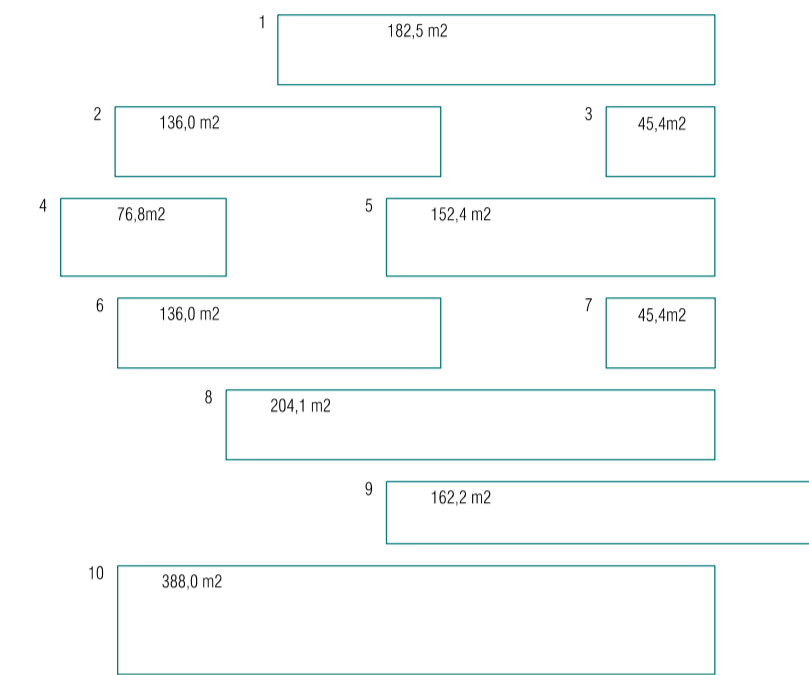 1 182,5 m2
2 136,0 m2 3 45,4m2
4 76,8m2 5 152,4 m2
6 136,0 m2 7 45,4m2
8 204,1 m2
9 162,2 m2
10 388,0 m2